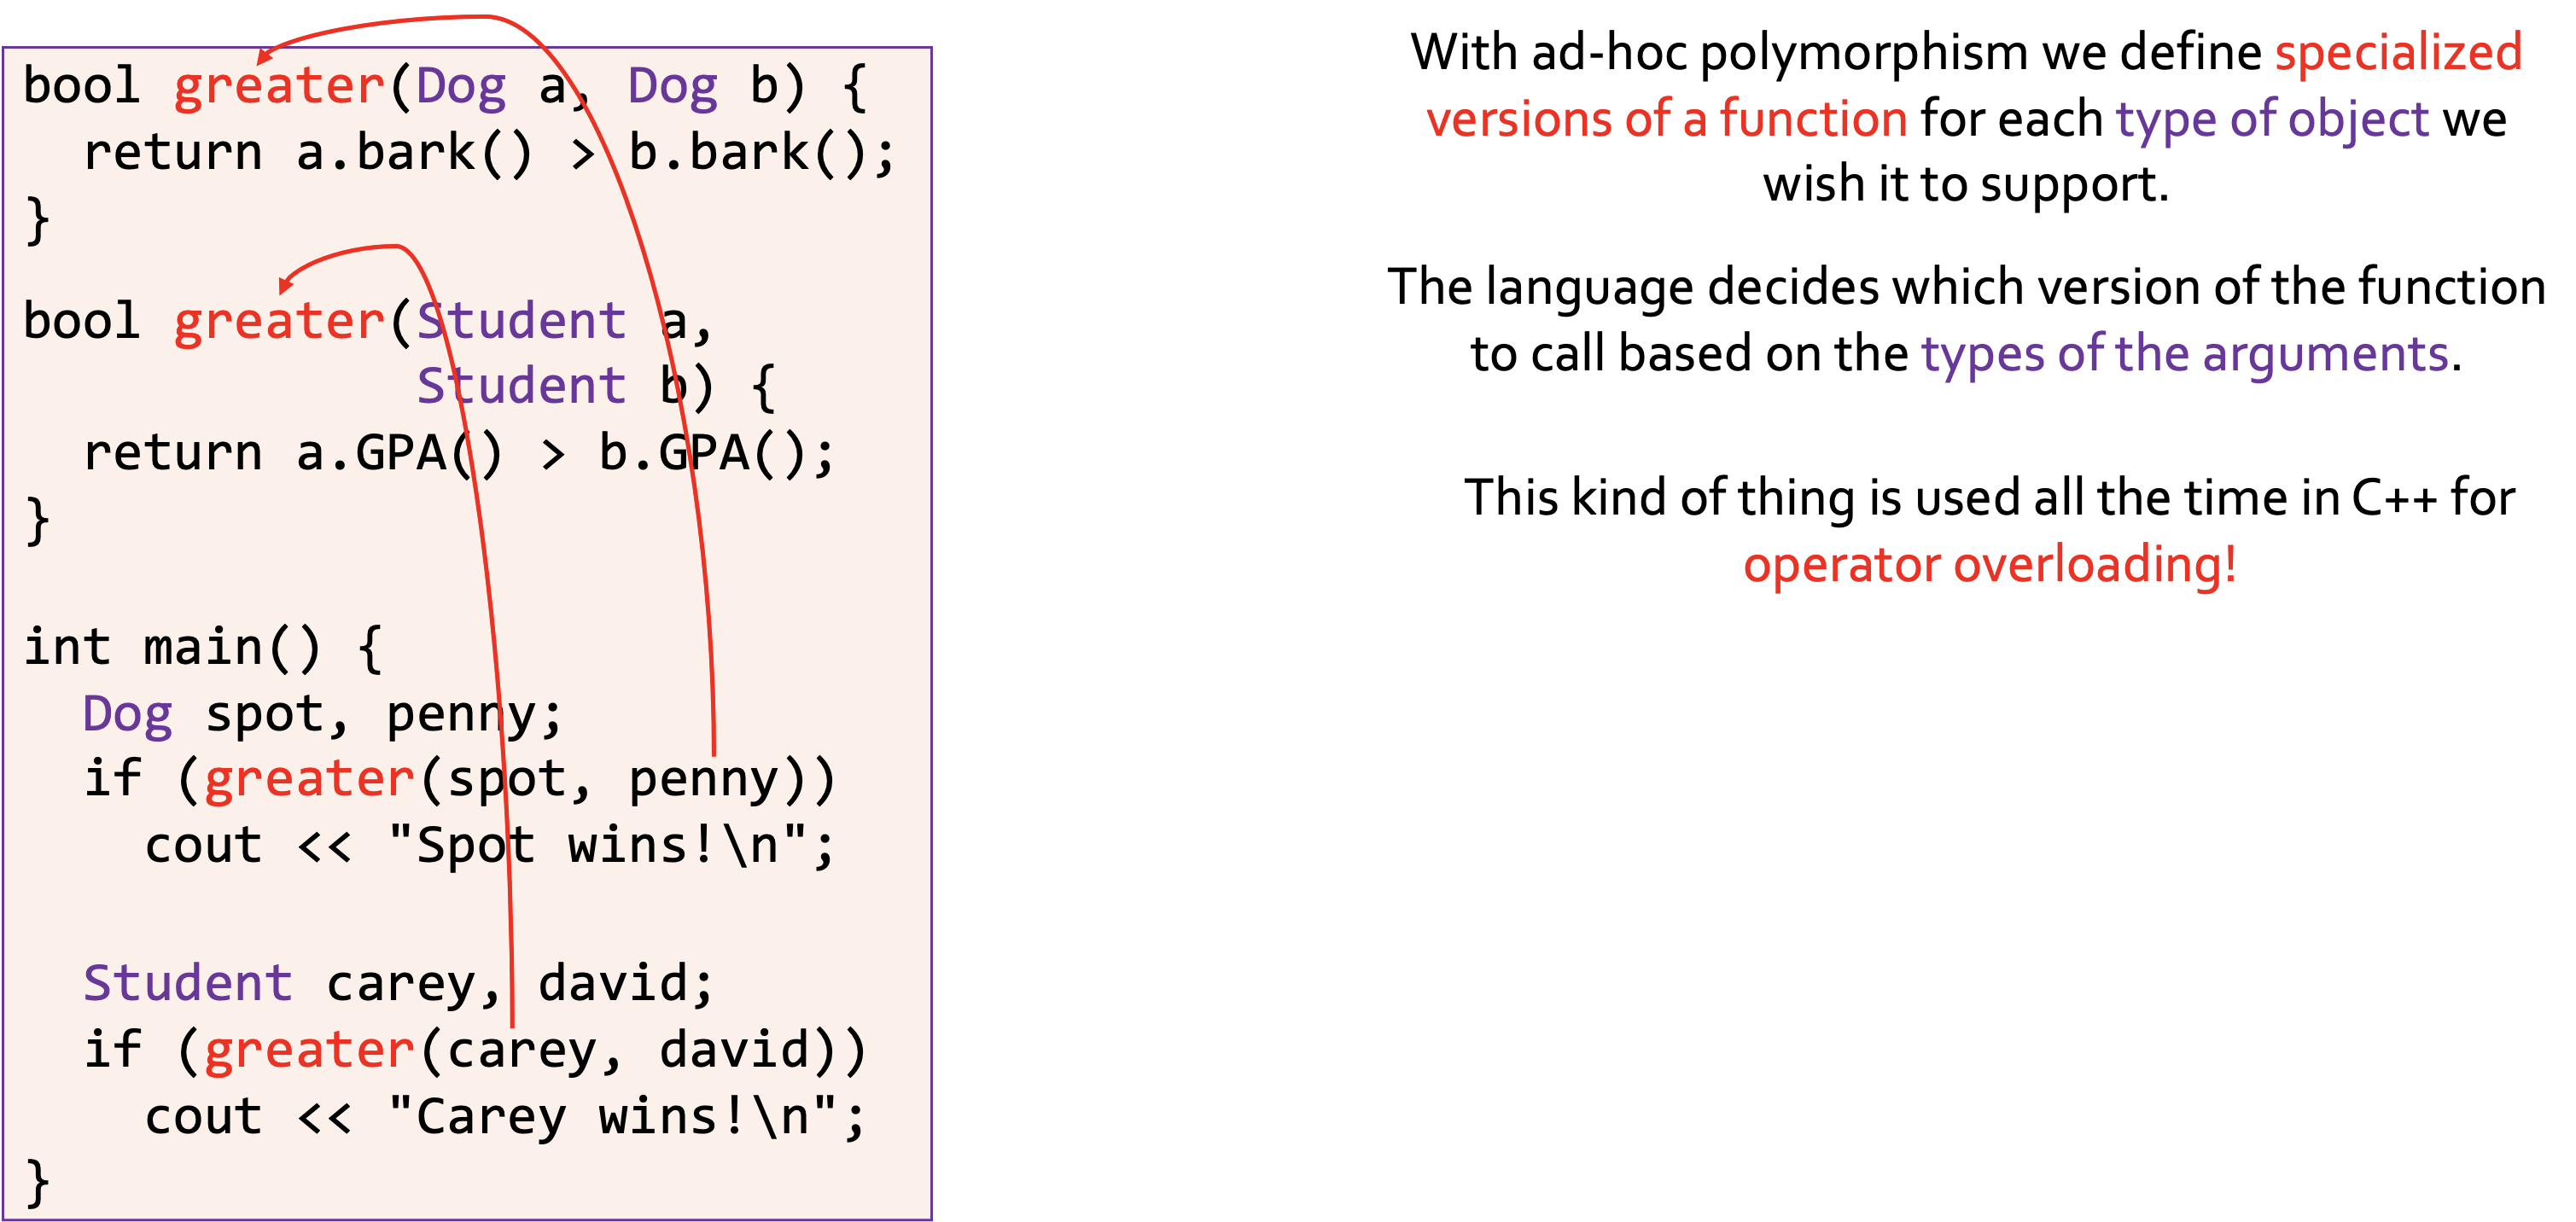 bool greater(Dog a, Dog b) {
  return a.bark() > b.bark();
}
bool greater(Student a,
             Student b) {
  return a.GPA() > b.GPA();
}
int main() {
  Dog spot, penny;
  if (greater(spot, penny))
    cout << "Spot wins!\n";
  Student carey, david;
  if (greater(carey, david))
    cout << "Carey wins!\n";
}
With ad-hoc polymorphism we define specialized
versions of a function for each type of object we
wish it to support.
The language decides which version of the function
to call based on the types of the arguments.
This kind of thing is used all the time in C++ for
operator overloading!